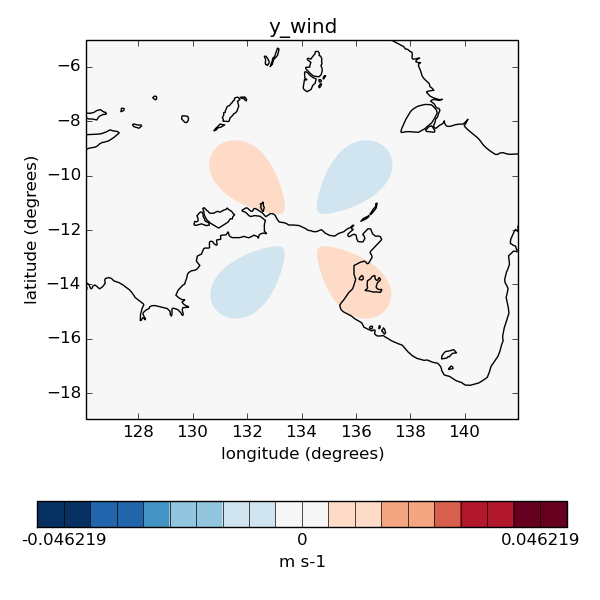 y_wind
−6
−8
−10
−12
−14
−16
−18
latitude (degrees)
128 130 132 134 136 138 140
longitude (degrees)
-0.046219 0 0.046219
m s-1